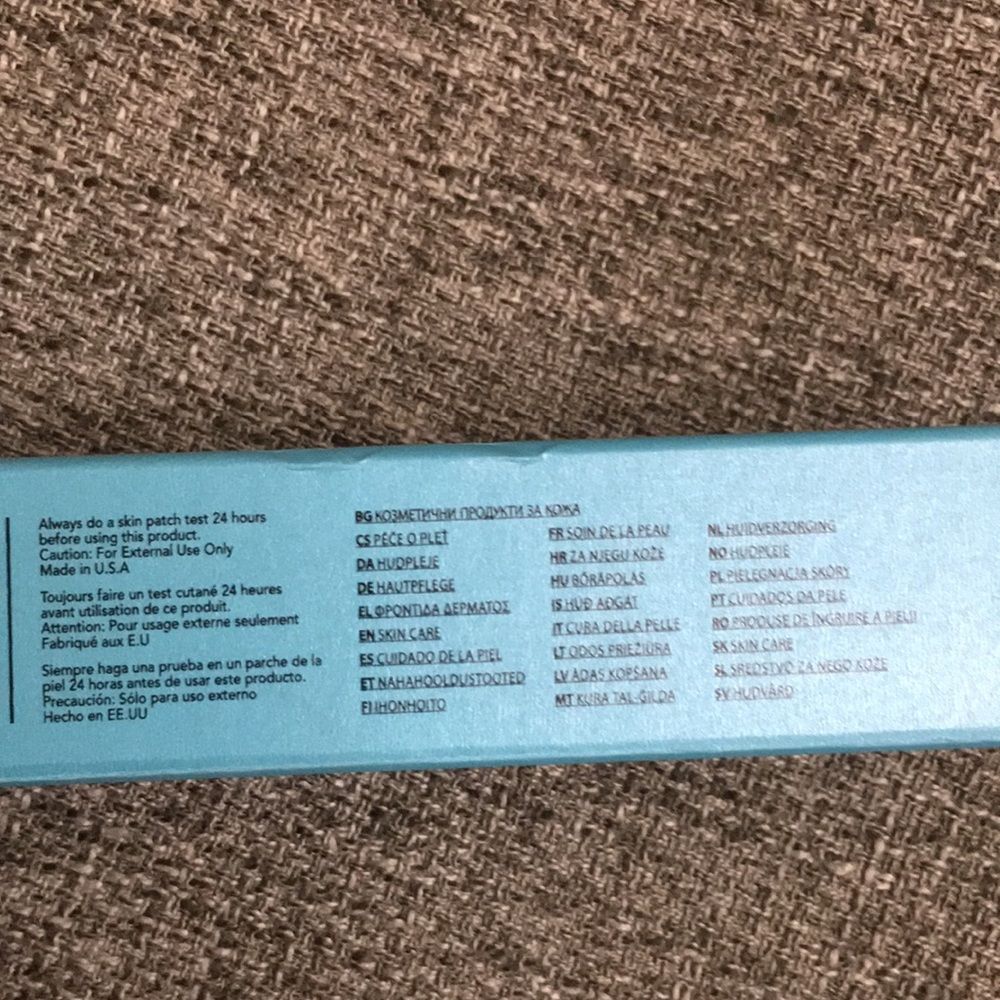 Always do a skin patch test 24 hours
before using this product.
Caution: For External Use Only
Made in U.S.A
Toujours faire un test cutané 24 heures
avant utilisation de ce produit.
Attention: Pour usage externe seulement
Fabriqué aux E.U
Siempre haga una prueba en un parche de la
piel 24 horas antes de usar este producto.
Precaución: Sólo para uso externo
Hecho en EE.UU
BG КОЗМЕТИЧНИ ПРОДУКТИ ЗА КОЖА
CS PÉČE O PLEŤ
DA HUDPLEJE
DE HAUTPFLEGE
EL ΦΡΟΝΤΙΔΑ ΔΕΡΜΑΤΟΣ
EN SKIN CARE
ES CUIDADO DE LA PIEL
ET NAHAHOOLDUSTOOTED
FI IHONHOITO
FR SOIN DE LA PEAU
HR ZA NJEGU KOŽE
HU BŐRÁPOLÁS
IS HÚÐ AÐGÁT
IT CURA DELLA PELLE
LT ODOS PRIEŽIŪRA
LV ĀDAS KOPŠANA
MT KURA TAL-ĠILDA
NL HUIDVERZORGING
NO HUDPLEIE
PL PIELĘGNACJA SKÓRY
PT CUIDADOS DA PELE
RO PRODUSE DE ÎNGRIJIRE A PIELII
SK SKIN CARE
SL SREDSTVO ZA NEGO KOŽE
SV HUDVÅRD